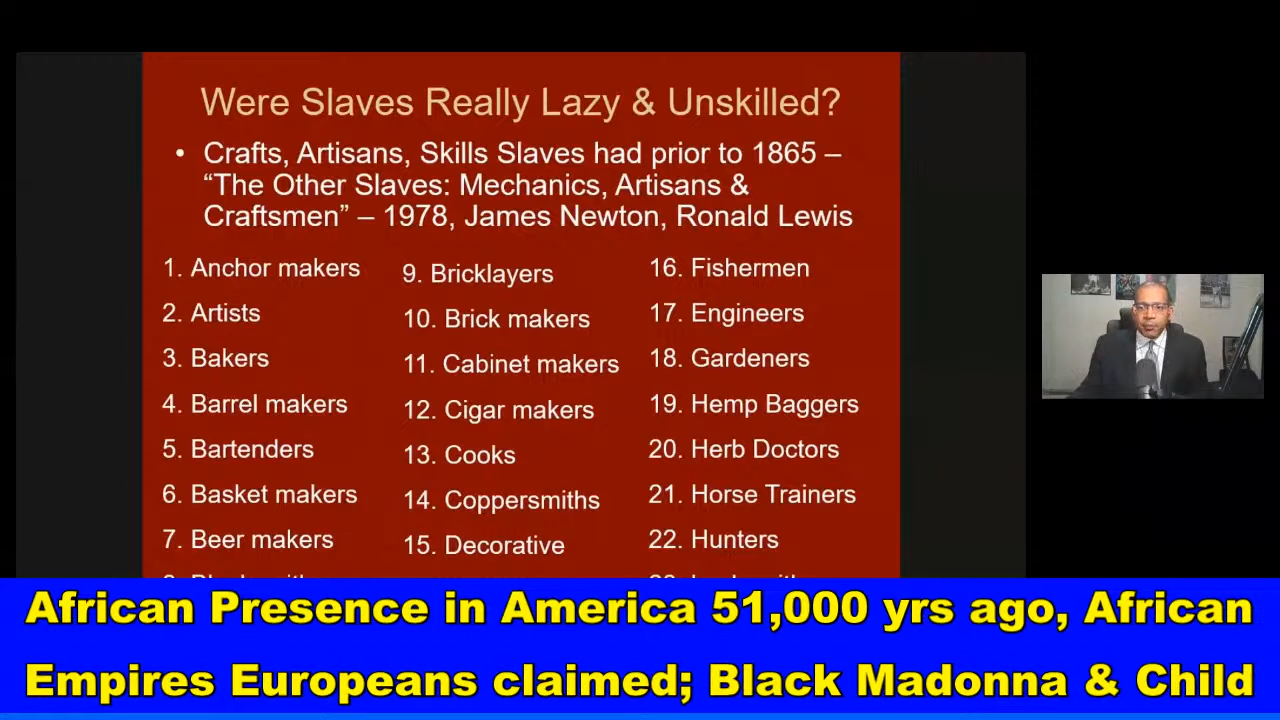 Were Slaves Really Lazy & Unskilled?
• Crafts, Artisans, Skills Slaves had prior to 1865 –
“The Other Slaves: Mechanics, Artisans &
Craftsmen” – 1978, James Newton, Ronald Lewis
1. Anchor makers
2. Artists
3. Bakers
4. Barrel makers
5. Bartenders
6. Basket makers
7. Beer makers
9. Bricklayers
10. Brick makers
11. Cabinet makers
12. Cigar makers
13. Cooks
14. Coppersmiths
15. Decorative
16. Fishermen
17. Engineers
18. Gardeners
19. Hemp Baggers
20. Herb Doctors
21. Horse Trainers
22. Hunters
African Presence in America 51,000 yrs ago, African
Empires Europeans claimed; Black Madonna & Child